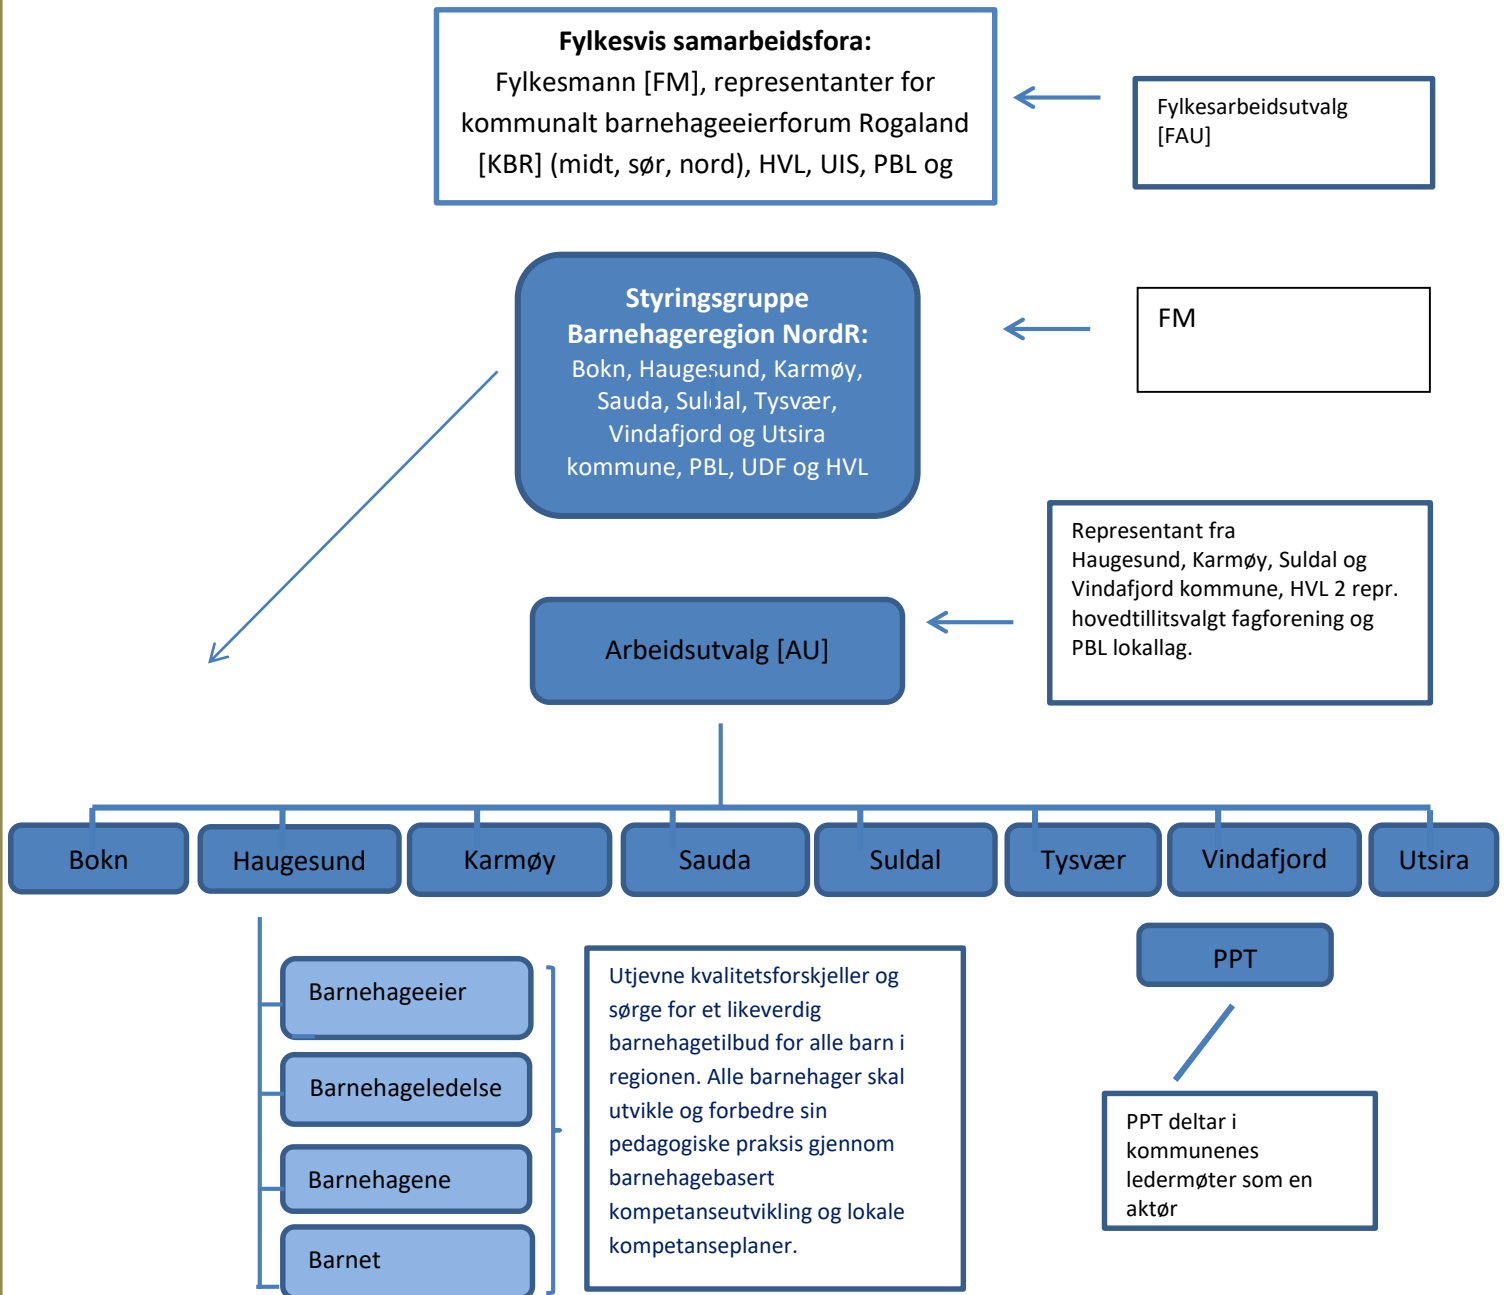 Fylkesvis samarbeidsfora:
Fylkesmann [FM], representanter for
kommunalt barnehageeierforum Rogaland
[KBR] (midt, sør, nord), HVL, UIS, PBL og
Fylkesarbeidsutvalg
[FAU]
Styringsgruppe
Barnehageregion NordR:
Bokn, Haugesund, Karmøy,
Sauda, Suldal, Tysvær,
Vindafjord og Utsira
kommune, PBL, UDF og HVL
FM
Representant fra
Haugesund, Karmøy, Suldal og
Vindafjord kommune, HVL 2 repr.
hovedtillitsvalgt fagforening og
PBL lokallag.
Arbeidsutvalg [AU]
Bokn
Haugesund
Karmøy
Sauda
Suldal
Tysvær
Vindafjord
Utsira
Barnehageeier
Barnehageledelse
Barnehagene
Barnet
Utjevne kvalitetsforskjeller og
sørge for et likeverdig
barnehagetilbud for alle barn i
regionen. Alle barnehager skal
utvikle og forbedre sin
pedagogiske praksis gjennom
barnehagebasert
kompetanseutvikling og lokale
kompetanseplaner.
PPT
PPT deltar i
kommunenes
ledermøter som en
aktør